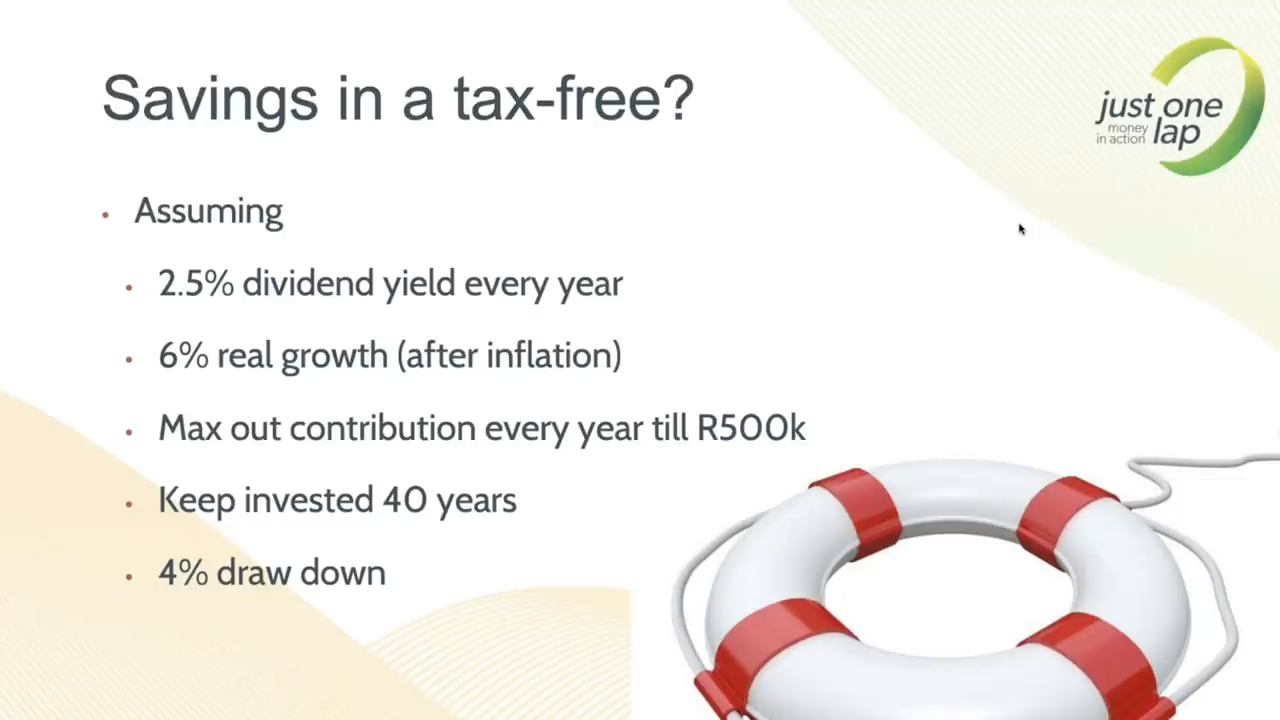 Savings in a tax-free?
just one
money
in action lap
• Assuming
• 2.5% dividend yield every year
• 6% real growth (after inflation)
• Max out contribution every year till R500k
• Keep invested 40 years
• 4% draw down